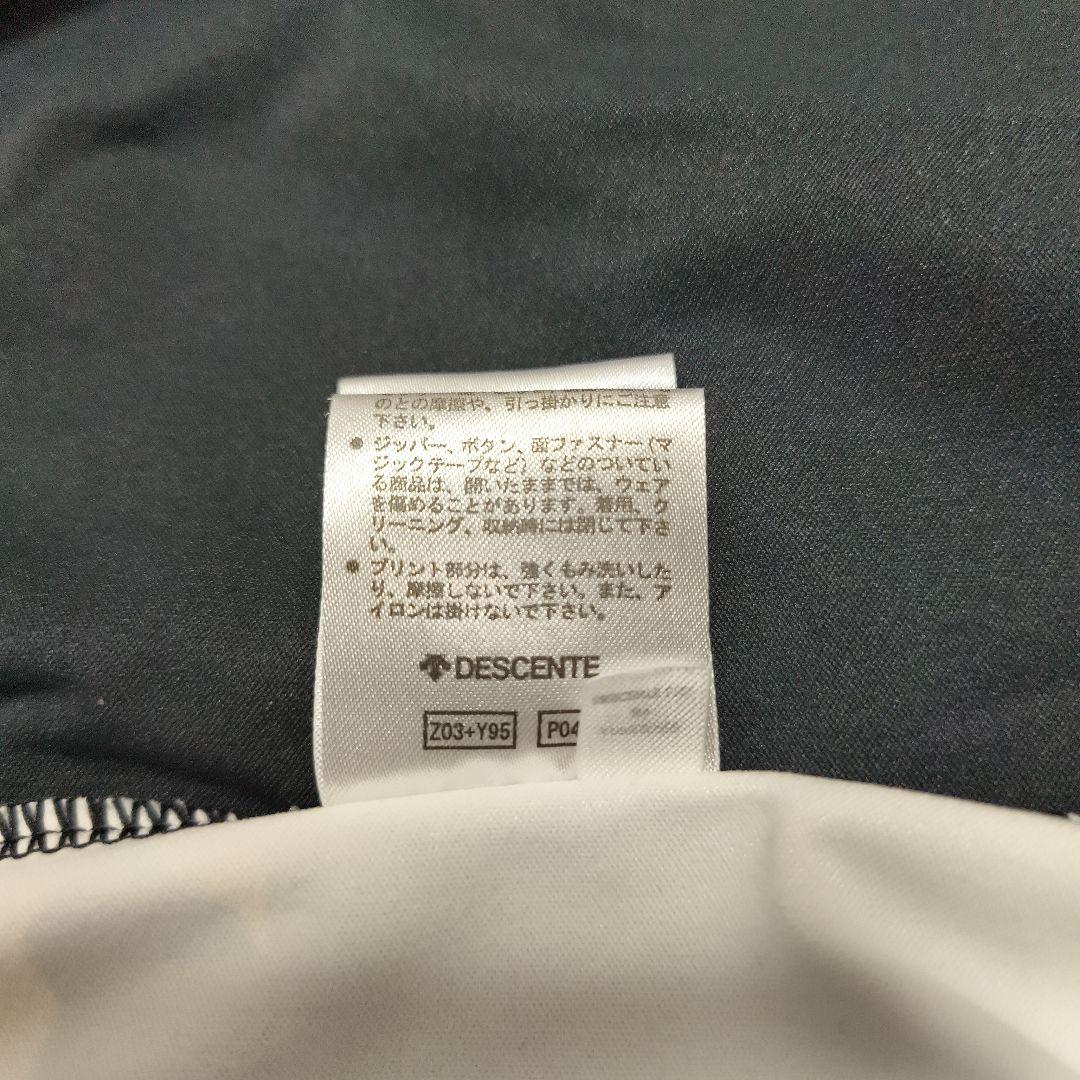 のとの摩擦や、引っ掛かりにご注意
下さい。
● ジッパー、ボタン、面ファスナー(マ
ジックテープなど)などのついてい
る商品は、開いたままでは、ウェア
を傷めることがあります。着用、ク
リーニング、収納時には閉じて下さ
い。
● プリント部分は、強くもみ洗いした
り、摩擦しないで下さい。また、ア
イロンは掛けないで下さい。
DESCENTE
Z03+Y95 P04